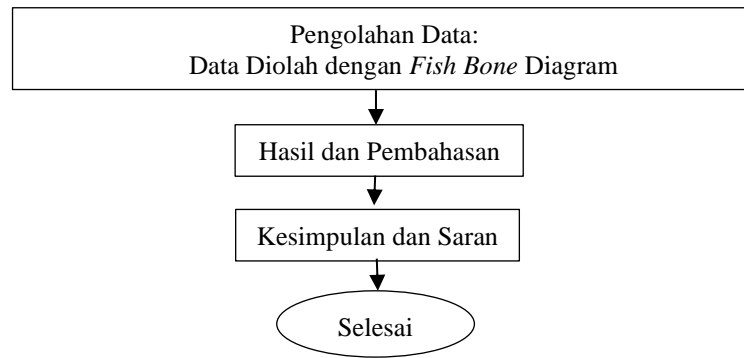 Pengolahan Data:
Data Diolah dengan Fish Bone Diagram
Hasil dan Pembahasan
Kesimpulan dan Saran
Selesai